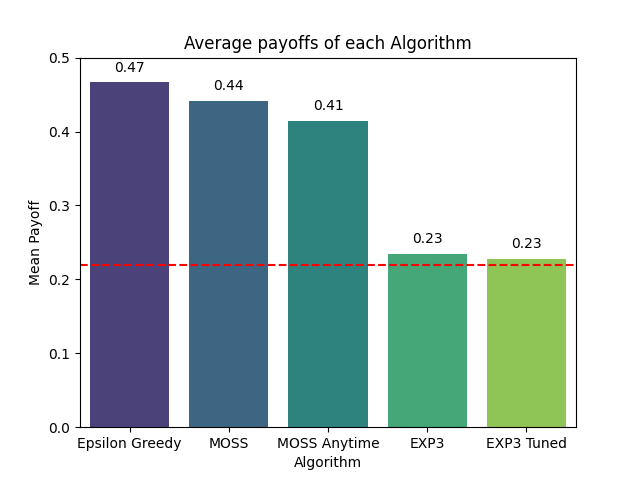 Average payoffs of each Algorithm
Mean Payoff
0.5
0.4
0.3
0.2
0.1
0.0
0.47
0.44
0.41
0.23
0.23
Epsilon Greedy
MOSS
MOSS Anytime
EXP3
EXP3 Tuned
Algorithm